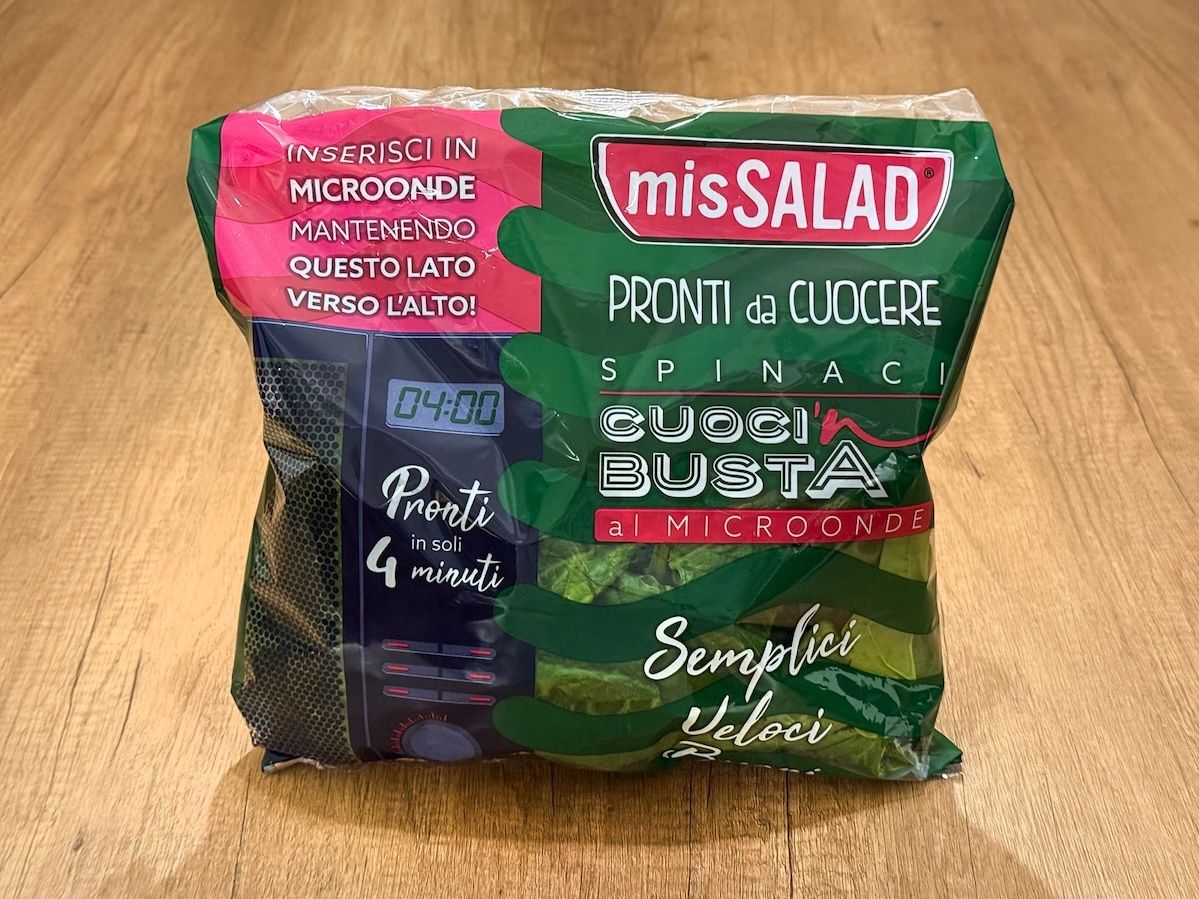 INSERISCI IN
MICROONDE
MANTENENDO
QUESTO LATO
VERSO L'ALTO!
04:00
Pronti
in soli
4 minuti
misSALAD®
PRONTI da CUOCERE
SPINACI
CUOCI'n
BUSTA
al MICROONDE
Semplici
Veloci